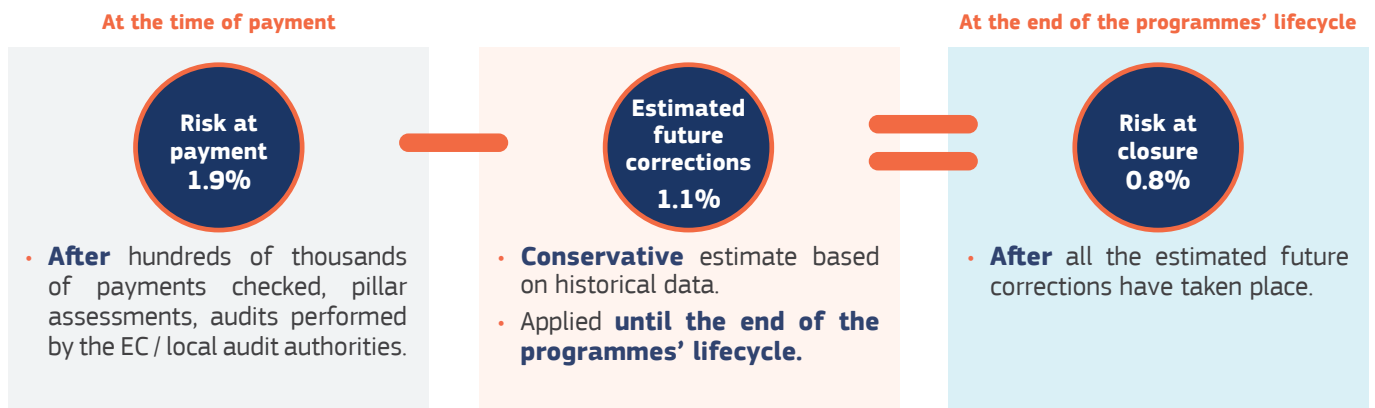 At the time of payment
Risk at
payment
1.9%
• After hundreds of thousands
of payments checked, pillar
assessments, audits performed
by the EC / local audit authorities.
Estimated
future
corrections
1.1%
• Conservative estimate based
on historical data.
• Applied until the end of the
programmes’ lifecycle.
At the end of the programmes’ lifecycle
Risk at
closure
0.8%
• After all the estimated future
corrections have taken place.